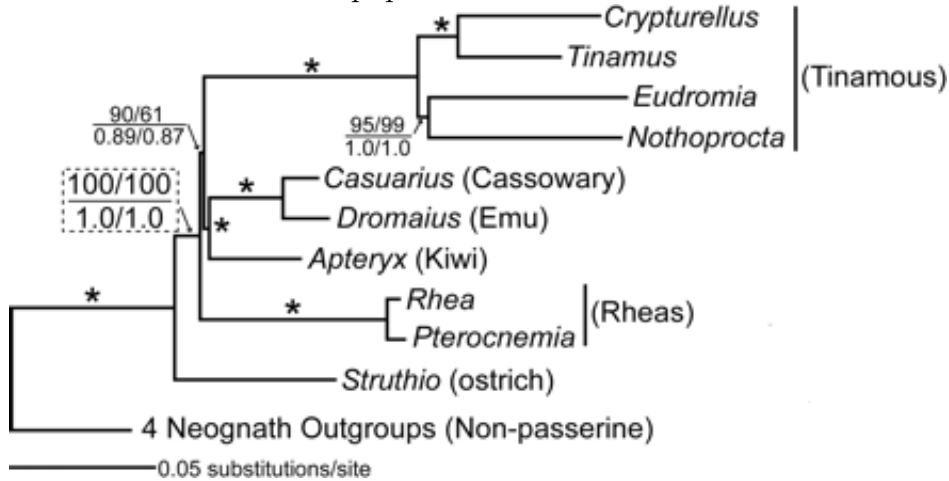 Crypturellus
*
Tinamus
*
(Tinamous)
Eudromia
90/61
0.89/0.87
95/99
1.0/1.0
Nothoprocta
100/100
1.0/1.0
Casuarius (Cassowary)
*
Dromaius (Emu)
*
Apteryx (Kiwi)
*
Rhea
*
(Rheas)
Pterocnemia
Struthio (ostrich)
4 Neognath Outgroups (Non-passerine)
0.05 substitutions/site